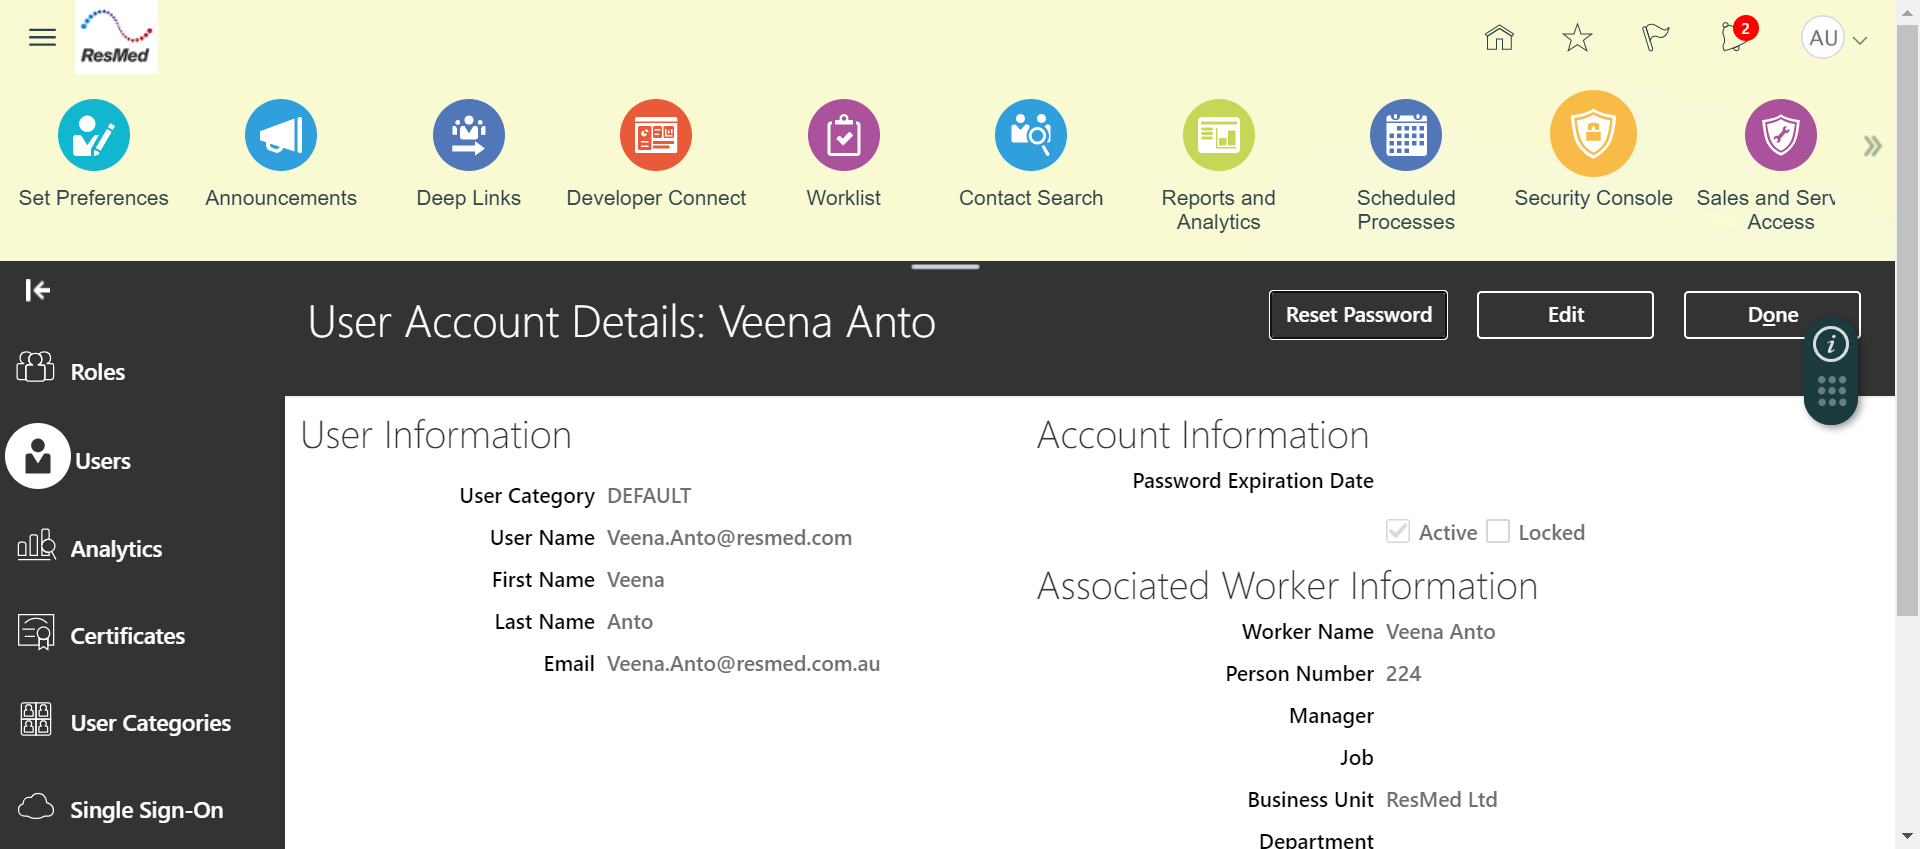 ResMed
2
AU
Set Preferences
Announcements
Deep Links
Developer Connect
Worklist
Contact Search
Reports and
Analytics
Scheduled
Processes
Security Console
Sales and Serv
Access
User Account Details: Veena Anto
Reset Password
Edit
Done
Roles
Users
Analytics
Certificates
User Categories
Single Sign-On
User Information
User Category DEFAULT
User Name Veena.Anto@resmed.com
First Name Veena
Last Name Anto
Email Veena.Anto@resmed.com.au
Account Information
Password Expiration Date
Active Locked
Associated Worker Information
Worker Name Veena Anto
Person Number 224
Manager
Job
Business Unit ResMed Ltd
Department